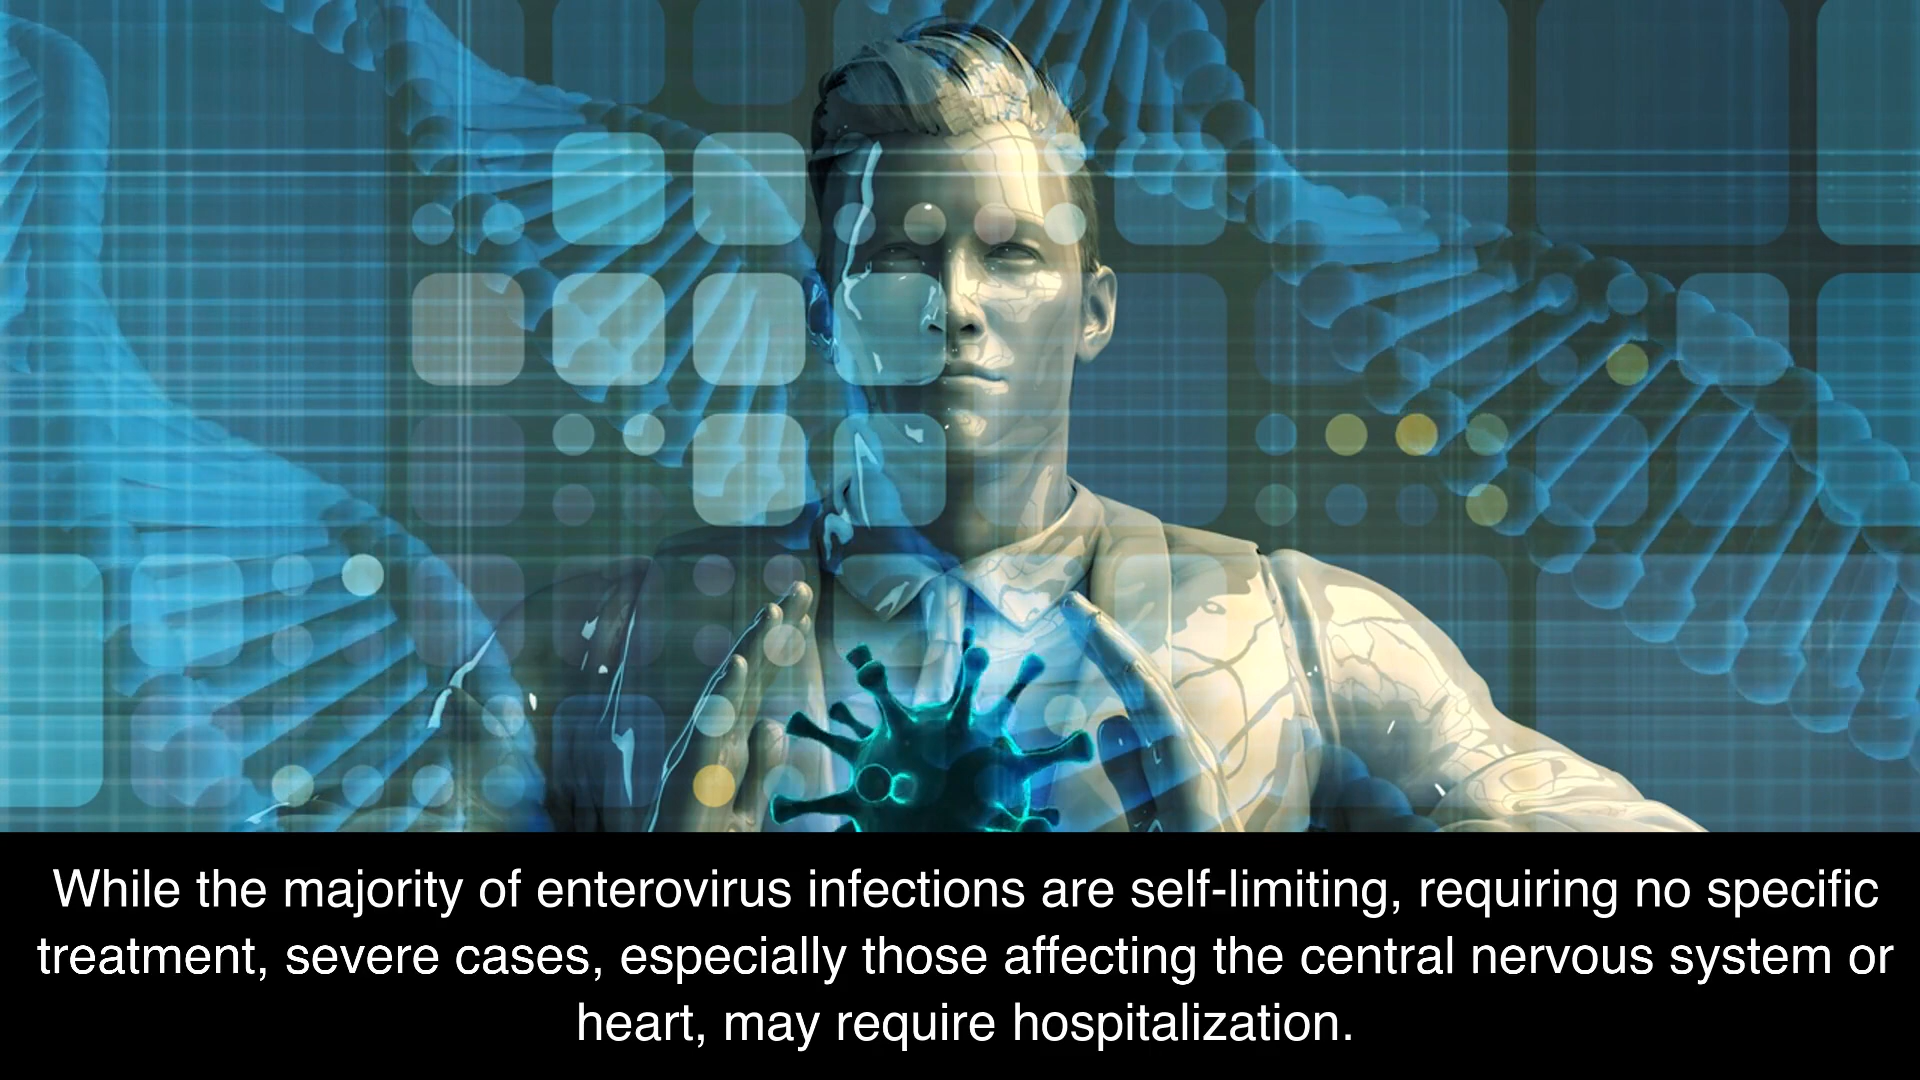 While the majority of enterovirus infections are self-limiting, requiring no specific
treatment, severe cases, especially those affecting the central nervous system or
heart, may require hospitalization.